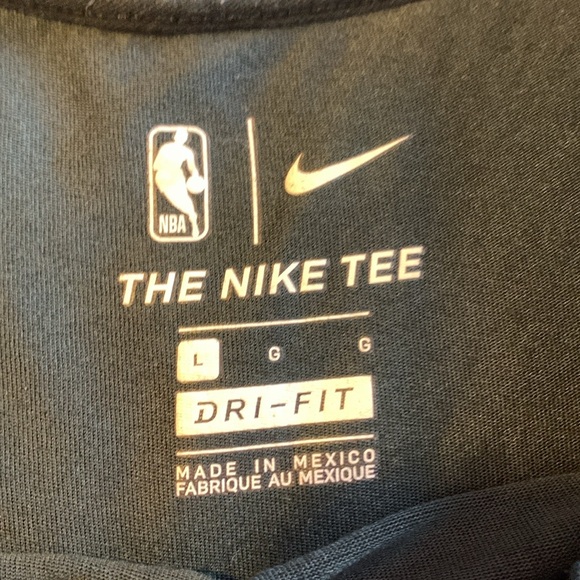 NBA
THE NIKE TEE
L G G
DRI-FIT
MADE IN MEXICO
FABRIQUE AU MEXIQUE